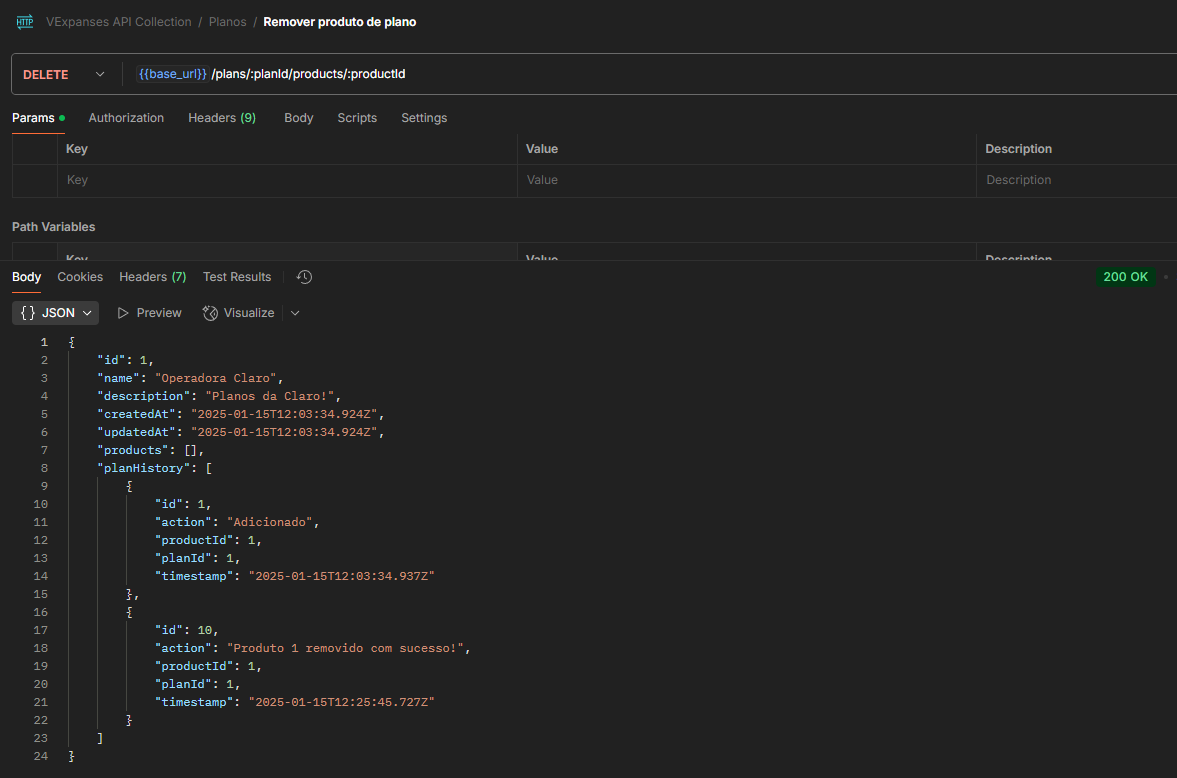 HTTP VExpanses API Collection / Planos / Remover produto de plano
DELETE {{base_url}} /plans/:planId/products/:productId
Params Authorization Headers (9) Body Scripts Settings
Key Value Description
Key Value Description
Path Variables
Key Value Description
Body Cookies Headers (7) Test Results 200 OK
{} JSON Preview Visualize
1 {
2 "id": 1,
3 "name": "Operadora Claro",
4 "description": "Planos da Claro!",
5 "createdAt": "2025-01-15T12:03:34.924Z",
6 "updatedAt": "2025-01-15T12:03:34.924Z",
7 "products": [],
8 "planHistory": [
9 {
10 "id": 1,
11 "action": "Adicionado",
12 "productId": 1,
13 "planId": 1,
14 "timestamp": "2025-01-15T12:03:34.937Z"
15 },
16 {
17 "id": 10,
18 "action": "Produto 1 removido com sucesso!",
19 "productId": 1,
20 "planId": 1,
21 "timestamp": "2025-01-15T12:25:45.727Z"
22 }
23 ]
24 }